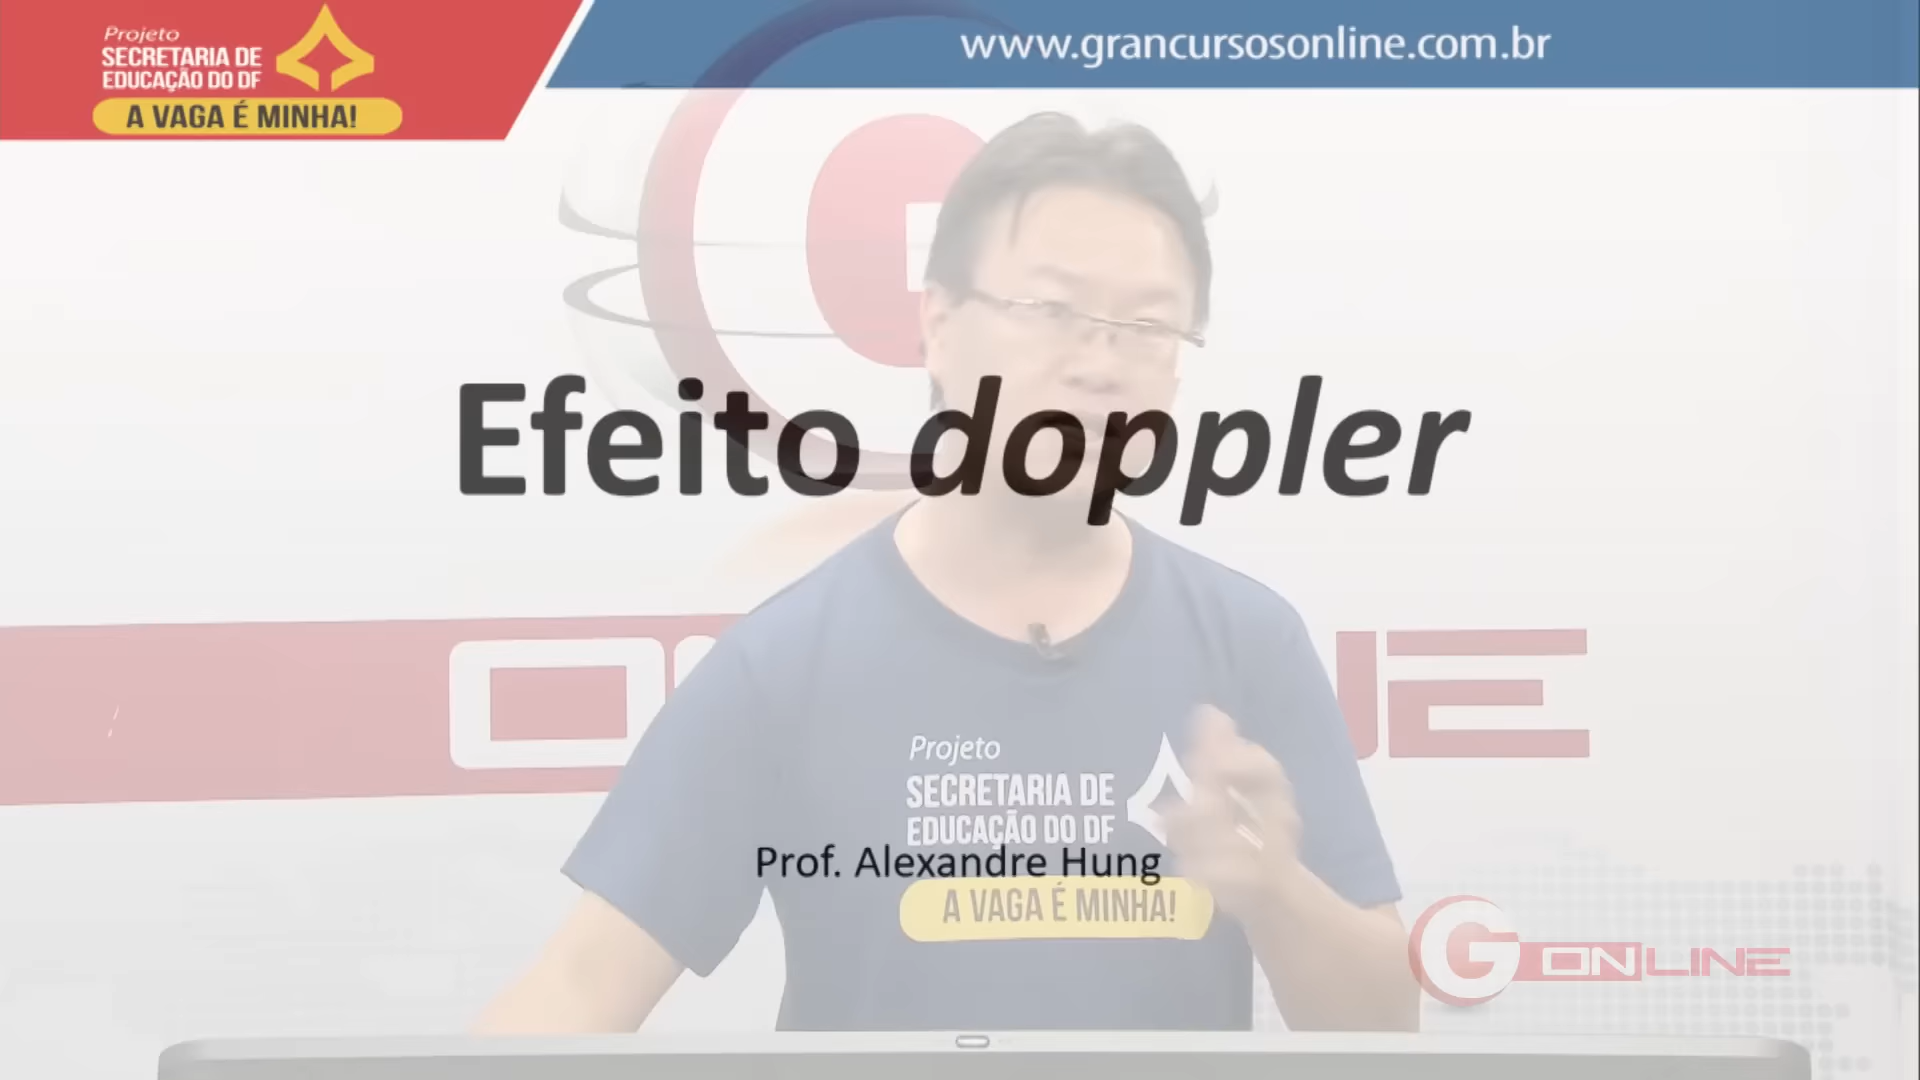 Projeto
SECRETARIA DE
EDUCAÇÃO DO DF
A VAGA É MINHA!
www.grancursosonline.com.br
Efeito doppler
Projeto
SECRETARIA DE
EDUCAÇÃO DO DF
Prof. Alexandre Hung
A VAGA É MINHA!
G ONLINE